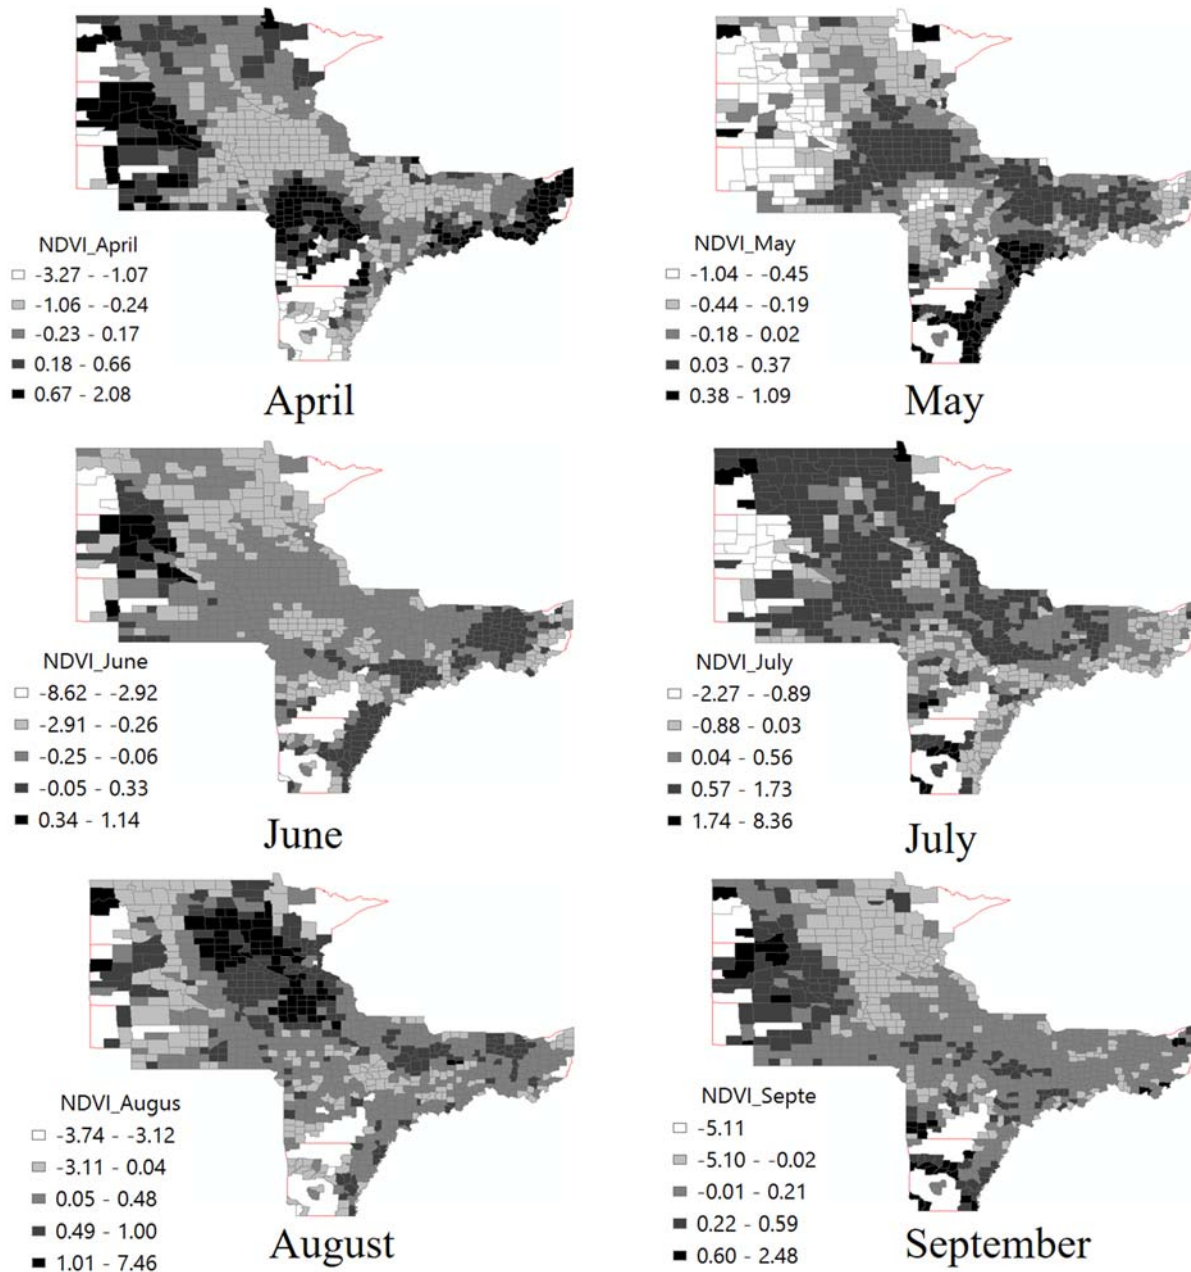 NDVI_April
-3.27 - -1.07
-1.06 - -0.24
-0.23 - 0.17
0.18 - 0.66
0.67 - 2.08
April
NDVI_May
-1.04 - -0.45
-0.44 - -0.19
-0.18 - 0.02
0.03 - 0.37
0.38 - 1.09
May
NDVI_June
-8.62 - -2.92
-2.91 - -0.26
-0.25 - -0.06
-0.05 - 0.33
0.34 - 1.14
June
NDVI_July
-2.27 - -0.89
-0.88 - 0.03
0.04 - 0.56
0.57 - 1.73
1.74 - 8.36
July
NDVI_Augus
-3.74 - -3.12
-3.11 - 0.04
0.05 - 0.48
0.49 - 1.00
1.01 - 7.46
August
NDVI_Septe
-5.11
-5.10 - -0.02
-0.01 - 0.21
0.22 - 0.59
0.60 - 2.48
September